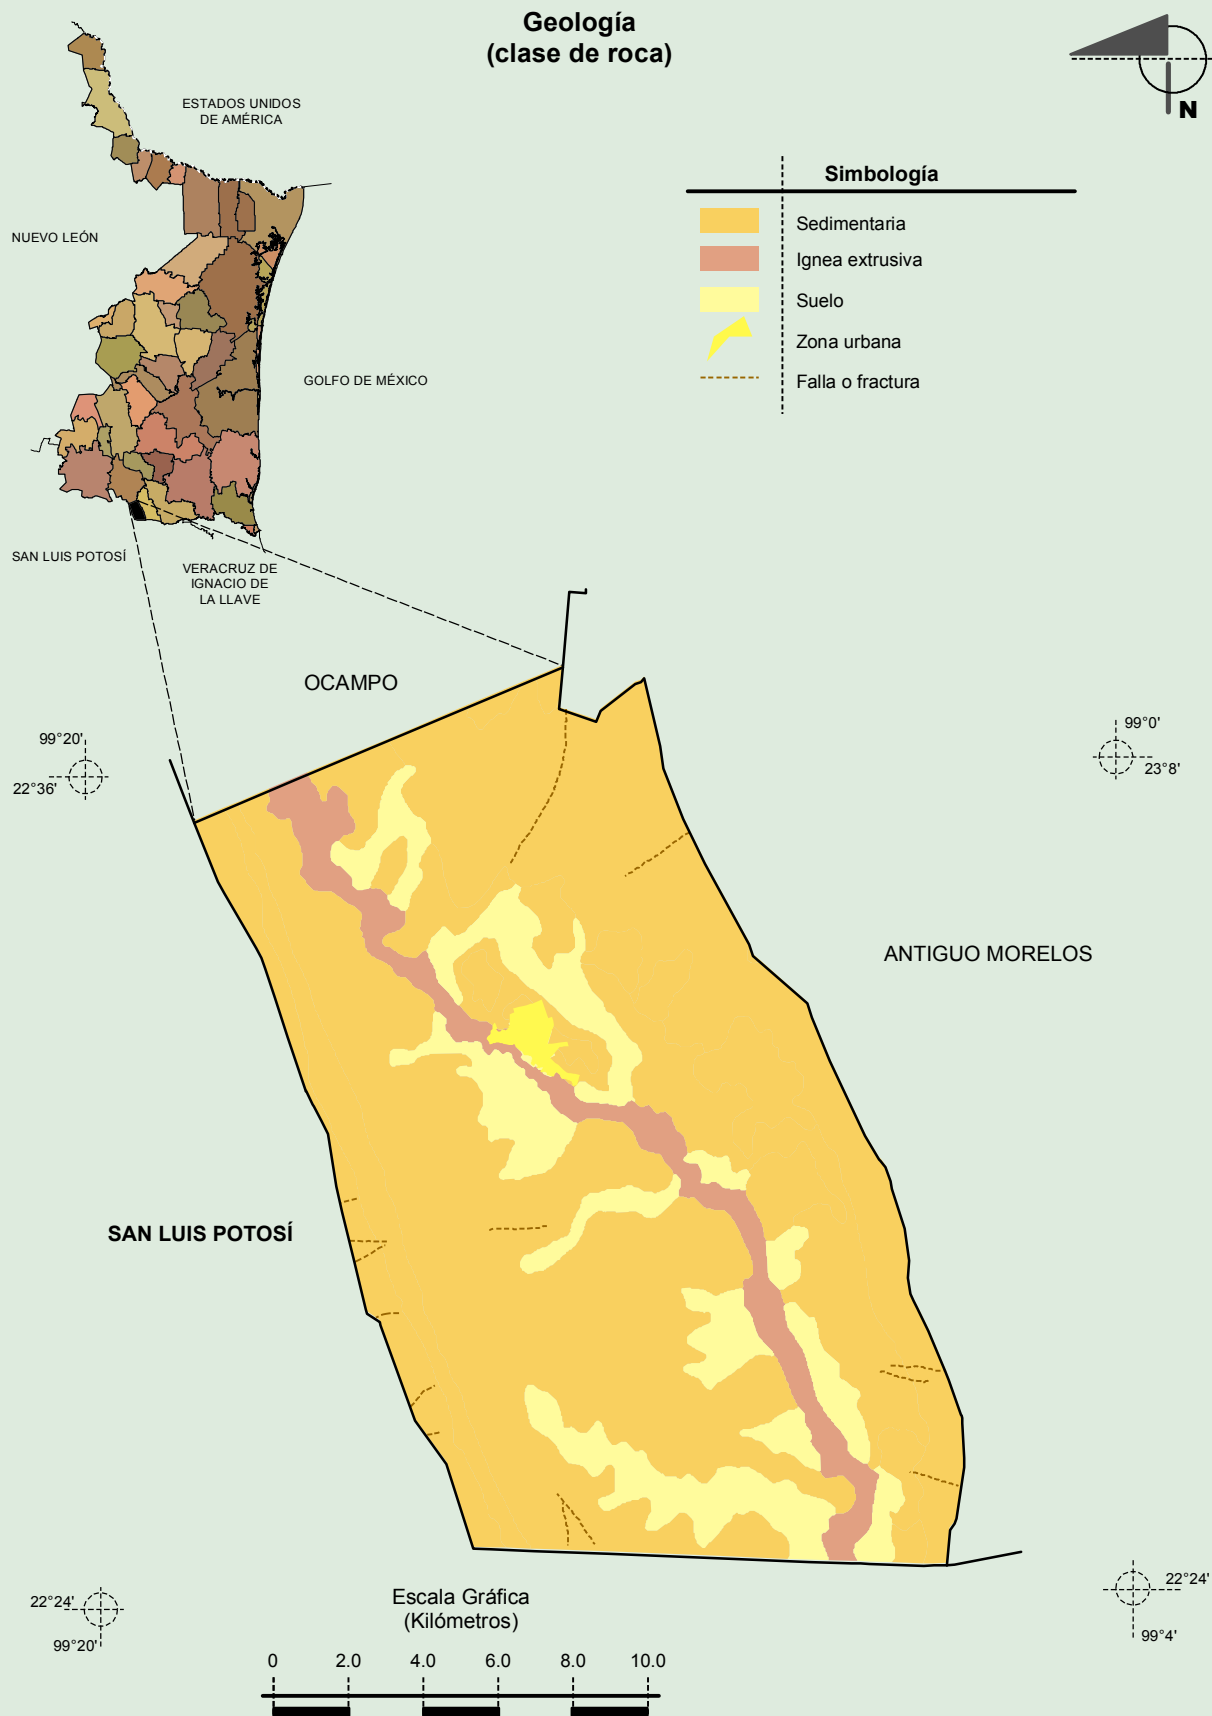 Geología
(clase de roca)
N
ESTADOS UNIDOS
DE AMÉRICA
NUEVO LEÓN
GOLFO DE MÉXICO
SAN LUIS POTOSÍ
VERACRUZ DE
IGNACIO DE
LA LLAVE
Simbología
Sedimentaria
Ignea extrusiva
Suelo
Zona urbana
Falla o fractura
OCAMPO
99°20'
22°36'
99°0'
23°8'
ANTIGUO MORELOS
SAN LUIS POTOSÍ
22°24'
99°20'
22°24'
99°4'
Escala Gráfica
(Kilómetros)
0 2.0 4.0 6.0 8.0 10.0